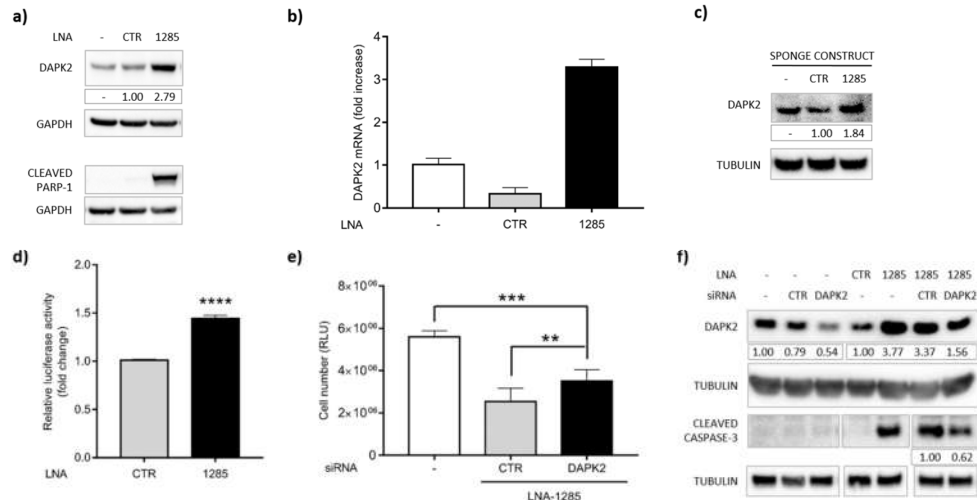 a)
LNA - CTR 1285
DAPK2
- 1.00 2.79
GAPDH
CLEAVED
PARP-1
GAPDH
b)
DAPK2 mRNA (fold increase)
4
3
2
1
0
LNA - CTR 1285
c)
SPONGE CONSTRUCT
- CTR 1285
DAPK2
- 1.00 1.84
TUBULIN
d)
Relative luciferase activity
(fold change)
2.0
1.5
1.0
0.5
0.0
****
LNA CTR 1285
e)
Cell number (RLU)
8×10⁰⁶
6×10⁰⁶
4×10⁰⁶
2×10⁰⁶
0
***
**
siRNA - CTR DAPK2
LNA-1285
f)
LNA - - - CTR 1285 1285 1285
siRNA - CTR DAPK2 - - CTR DAPK2
DAPK2
1.00 0.79 0.54 1.00 3.77 3.37 1.56
TUBULIN
CLEAVED
CASPASE-3
1.00 0.62
TUBULIN